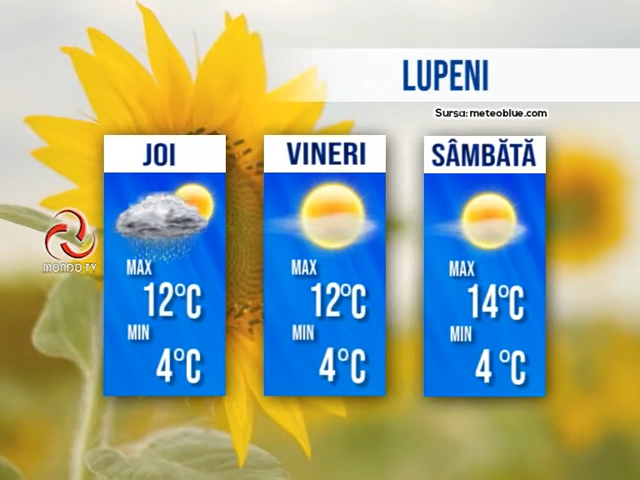 LUPENI
Sursa: meteoblue.com
JOI
MAX
12°C
MIN
4°C
VINERI
MAX
12°C
MIN
4°C
SÂMBĂTĂ
MAX
14°C
MIN
4 °C
MONDO TV